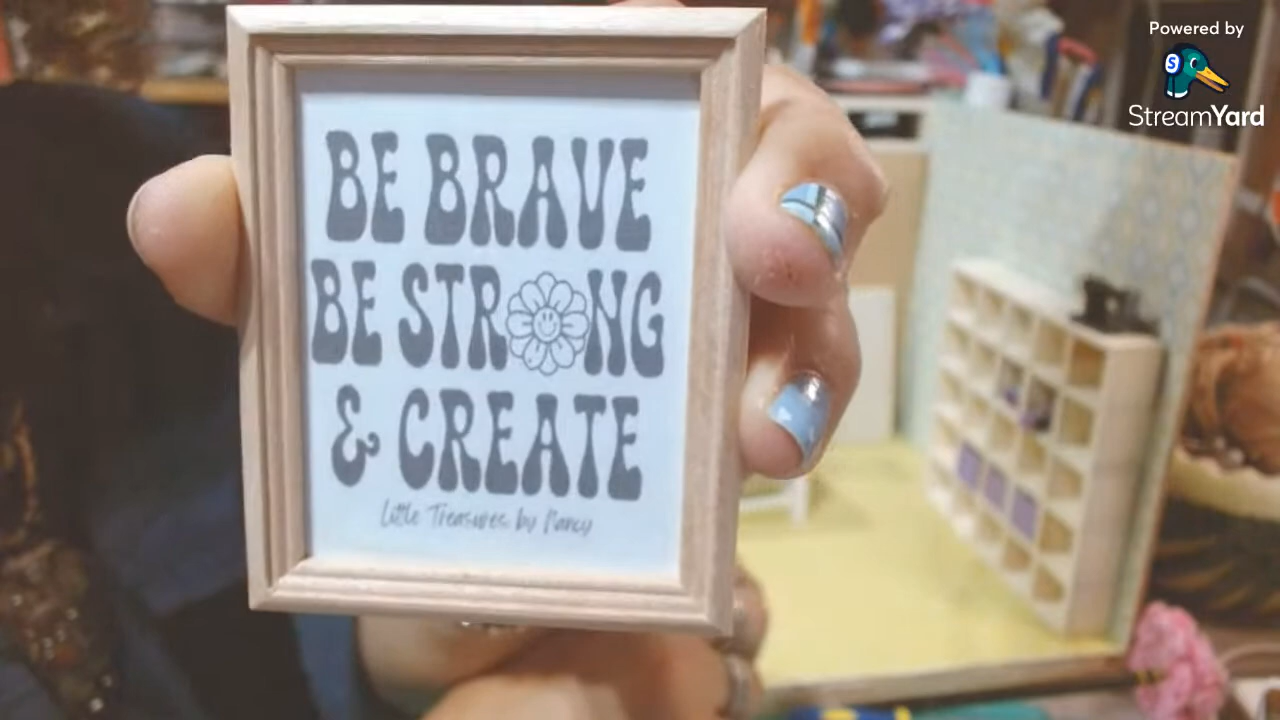 BE BRAVE
BE STRONG
& CREATE
Little Treasures by Nancy
Powered by
S
StreamYard